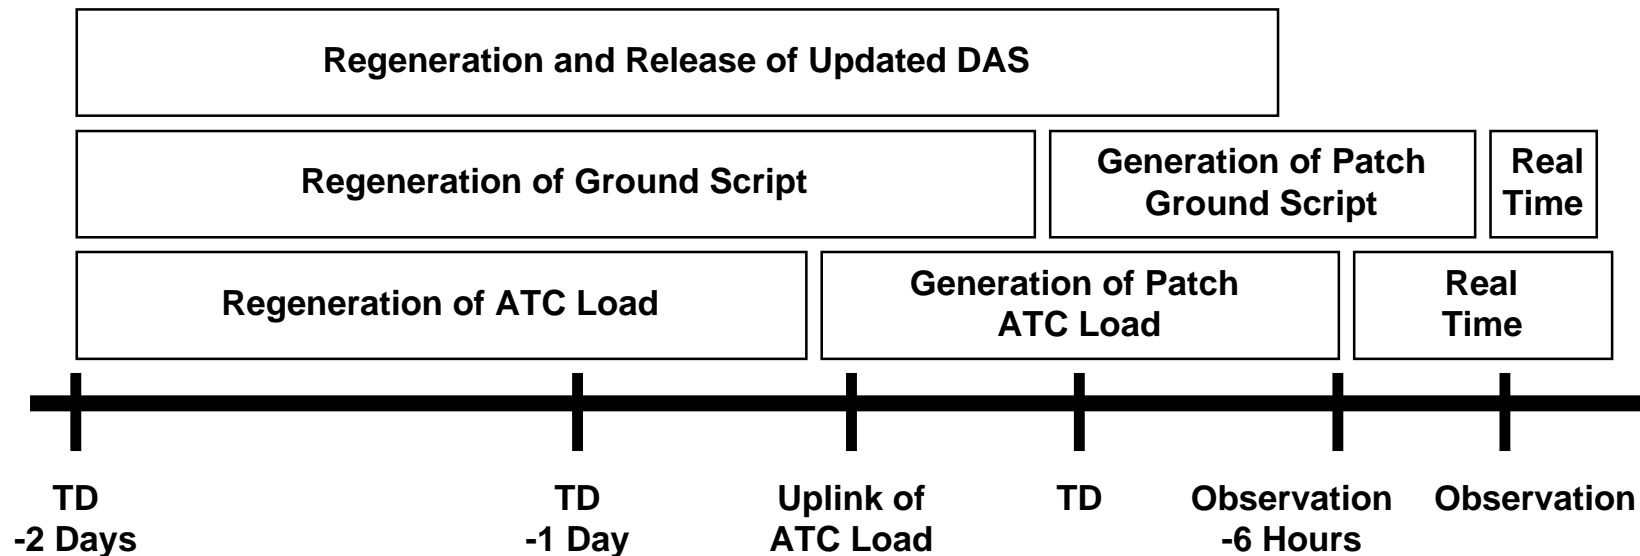 Regeneration and Release of Updated DAS
Regeneration of Ground Script
Generation of Patch
Ground Script
Real
Time
Regeneration of ATC Load
Generation of Patch
ATC Load
Real
Time
TD
-2 Days
TD
-1 Day
Uplink of
ATC Load
TD
Observation
-6 Hours
Observation